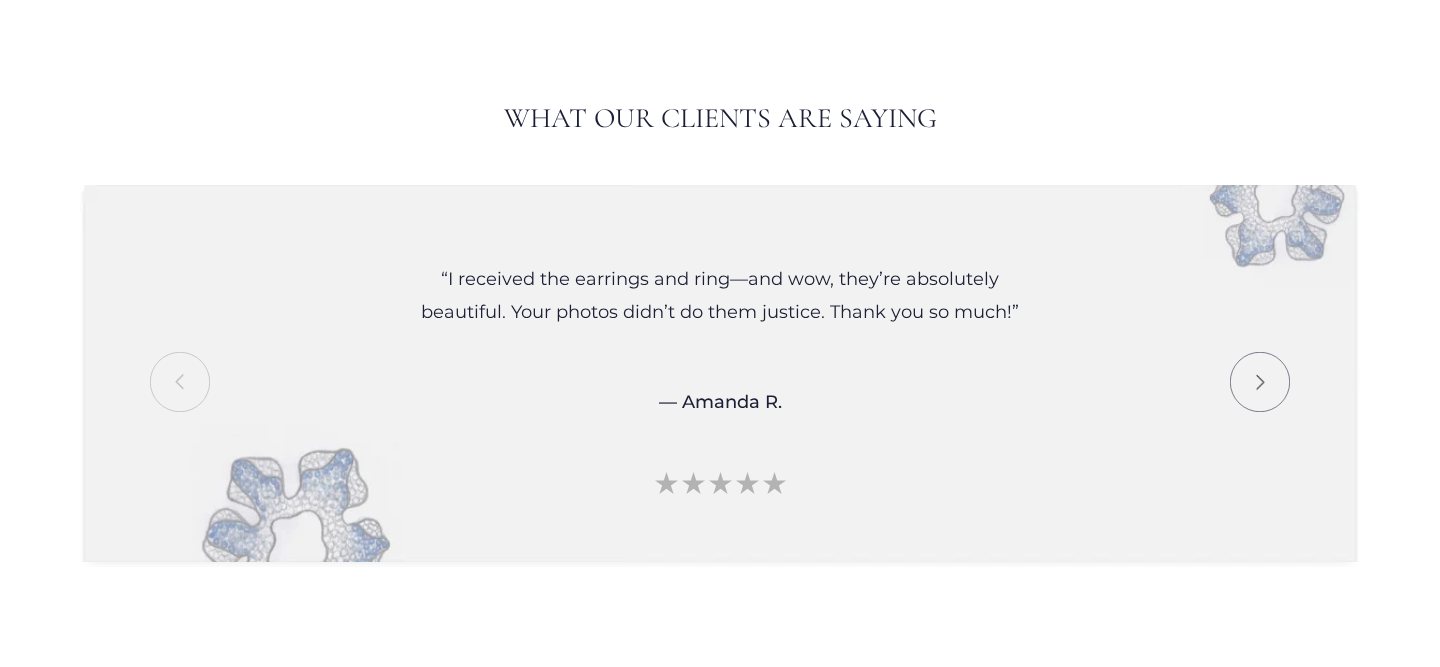 WHAT OUR CLIENTS ARE SAYING
“I received the earrings and ring—and wow, they’re absolutely
beautiful. Your photos didn’t do them justice. Thank you so much!”
— Amanda R.
★★★★★